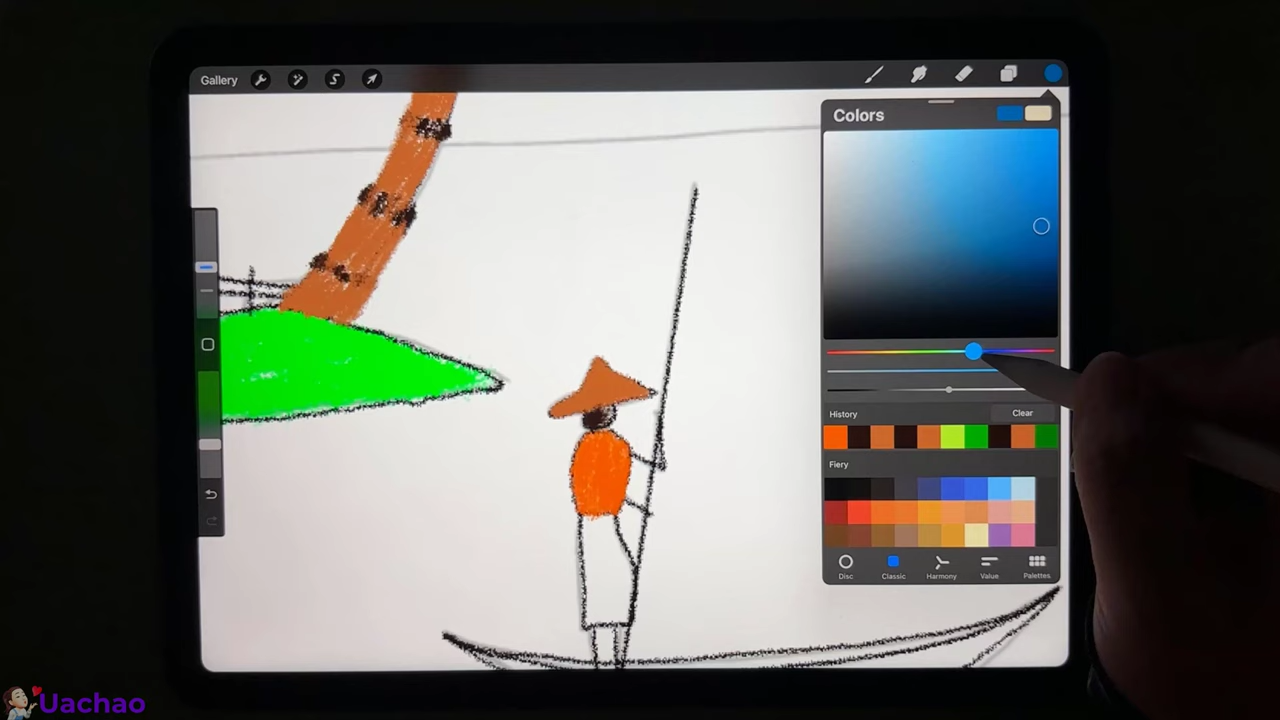 Gallery
Colors
History
Clear
Fiery
Disc
Classic
Harmony
Value
Palettes
Uachao